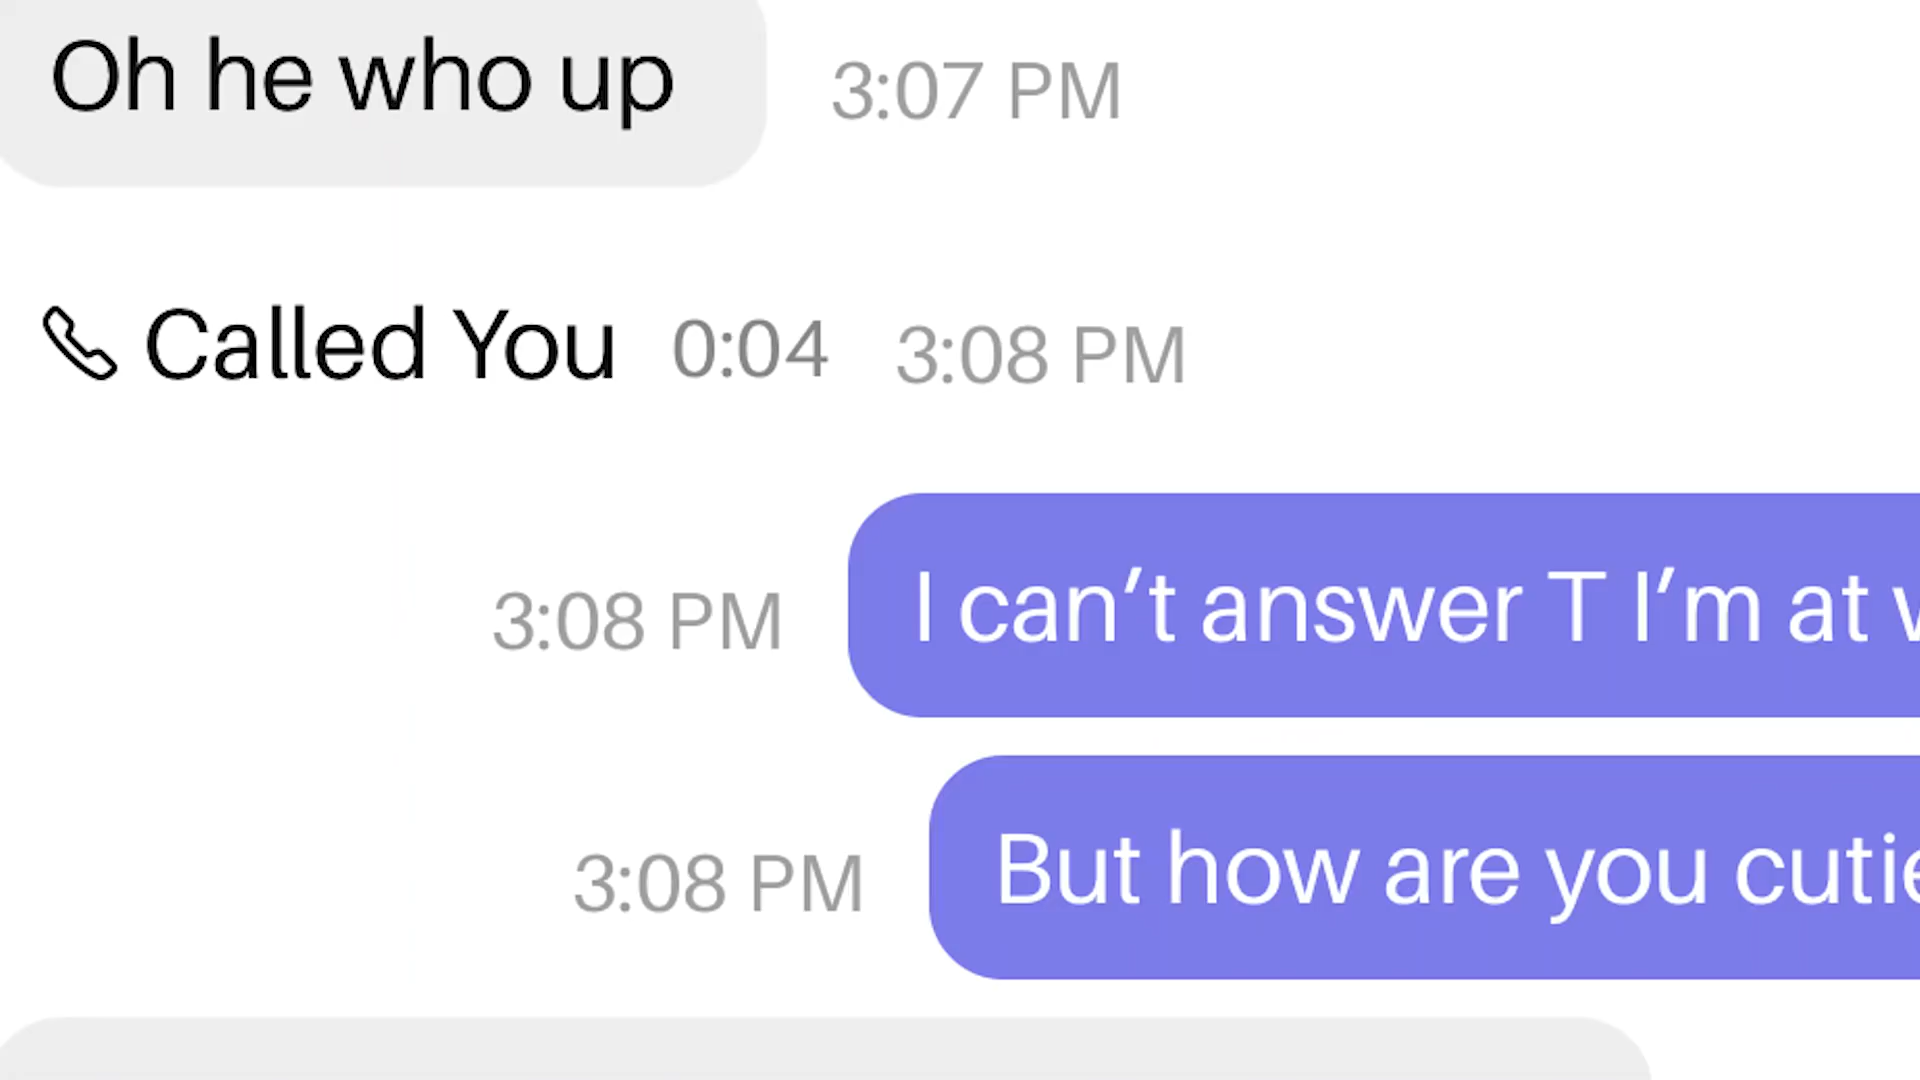 Oh he who up
3:07 PM
Called You 0:04 3:08 PM
3:08 PM
I can’t answer T I’m at
3:08 PM
But how are you cutie